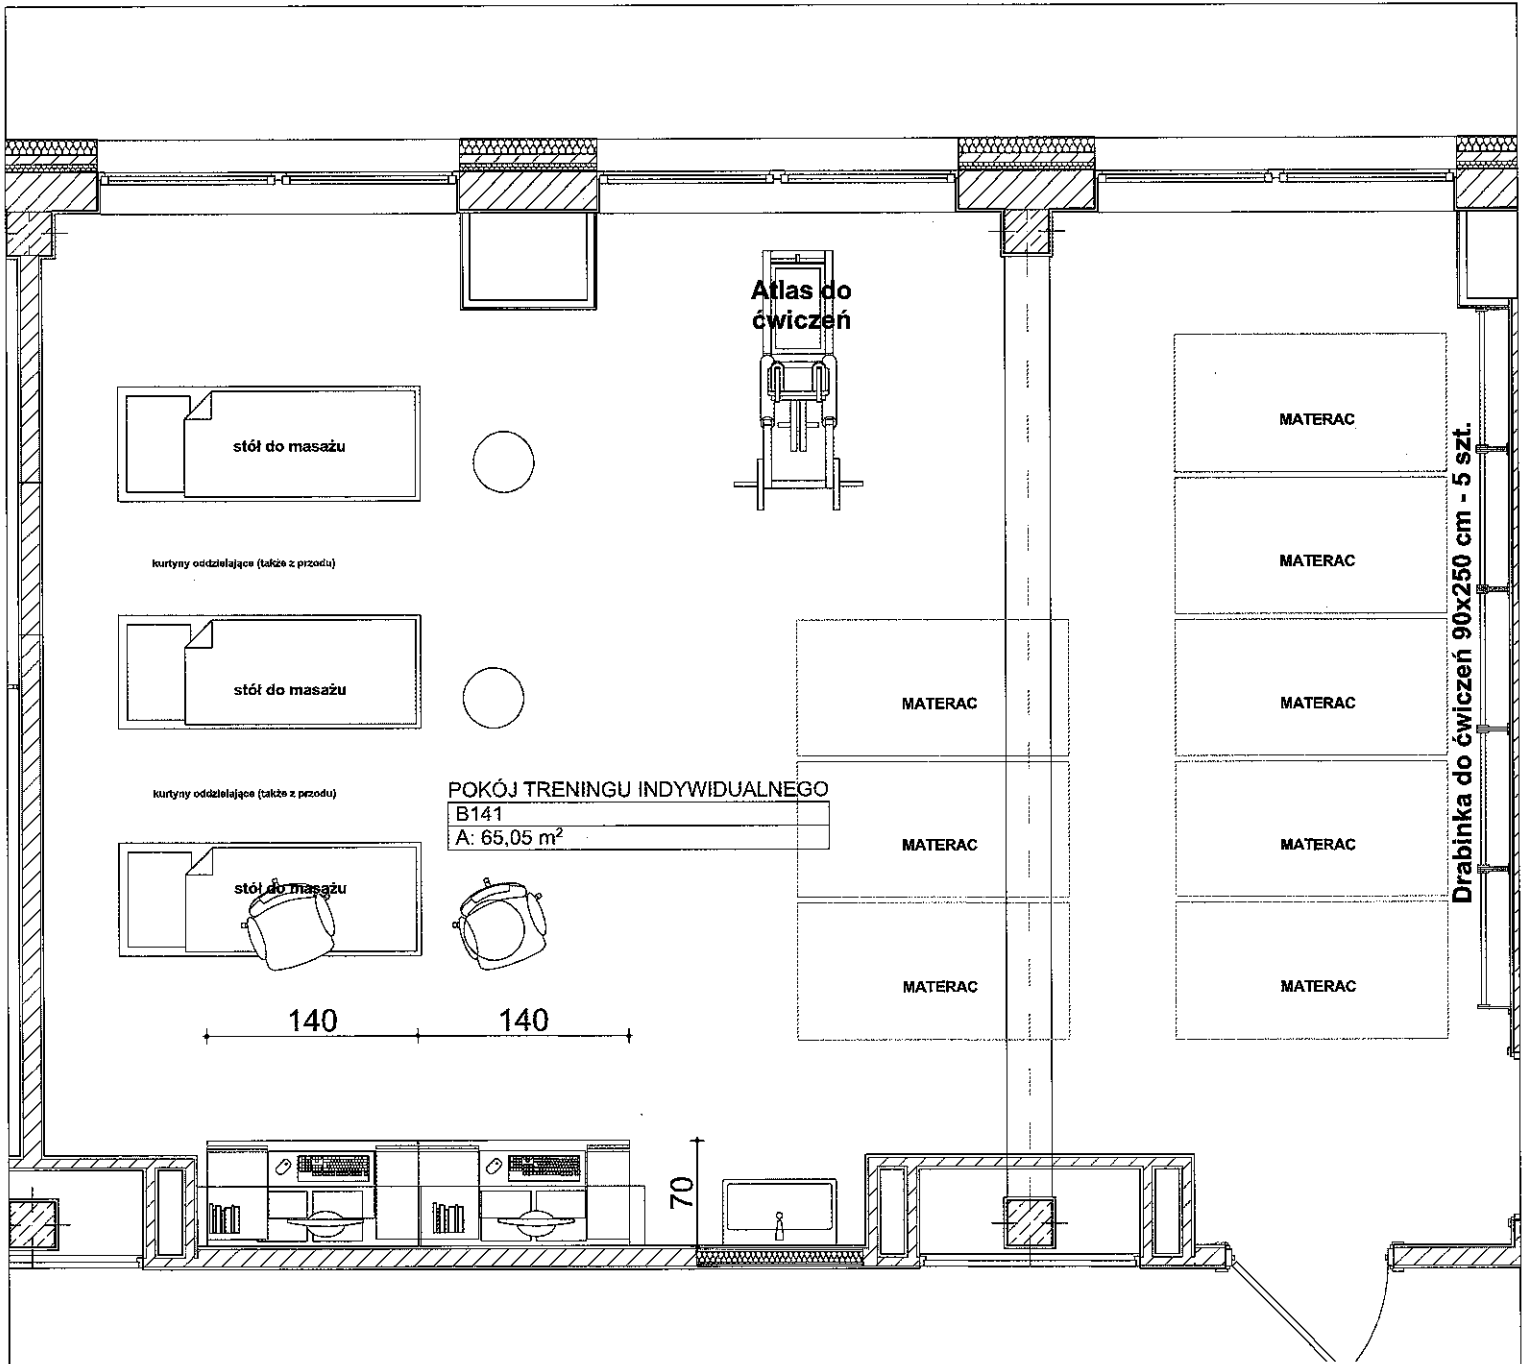 Atlas do
ćwiczeń
stół do masażu
MATERAC
MATERAC
kurtyny oddzielające (także z przodu)
stół do masażu
MATERAC
MATERAC
Drabinka do ćwiczeń 90x250 cm - 5 szt.
kurtyny oddzielające (także z przodu)
POKÓJ TRENINGU INDYWIDUALNEGO
B141
A: 65,05 m²
MATERAC
MATERAC
stół do masażu
MATERAC
MATERAC
140
140
70